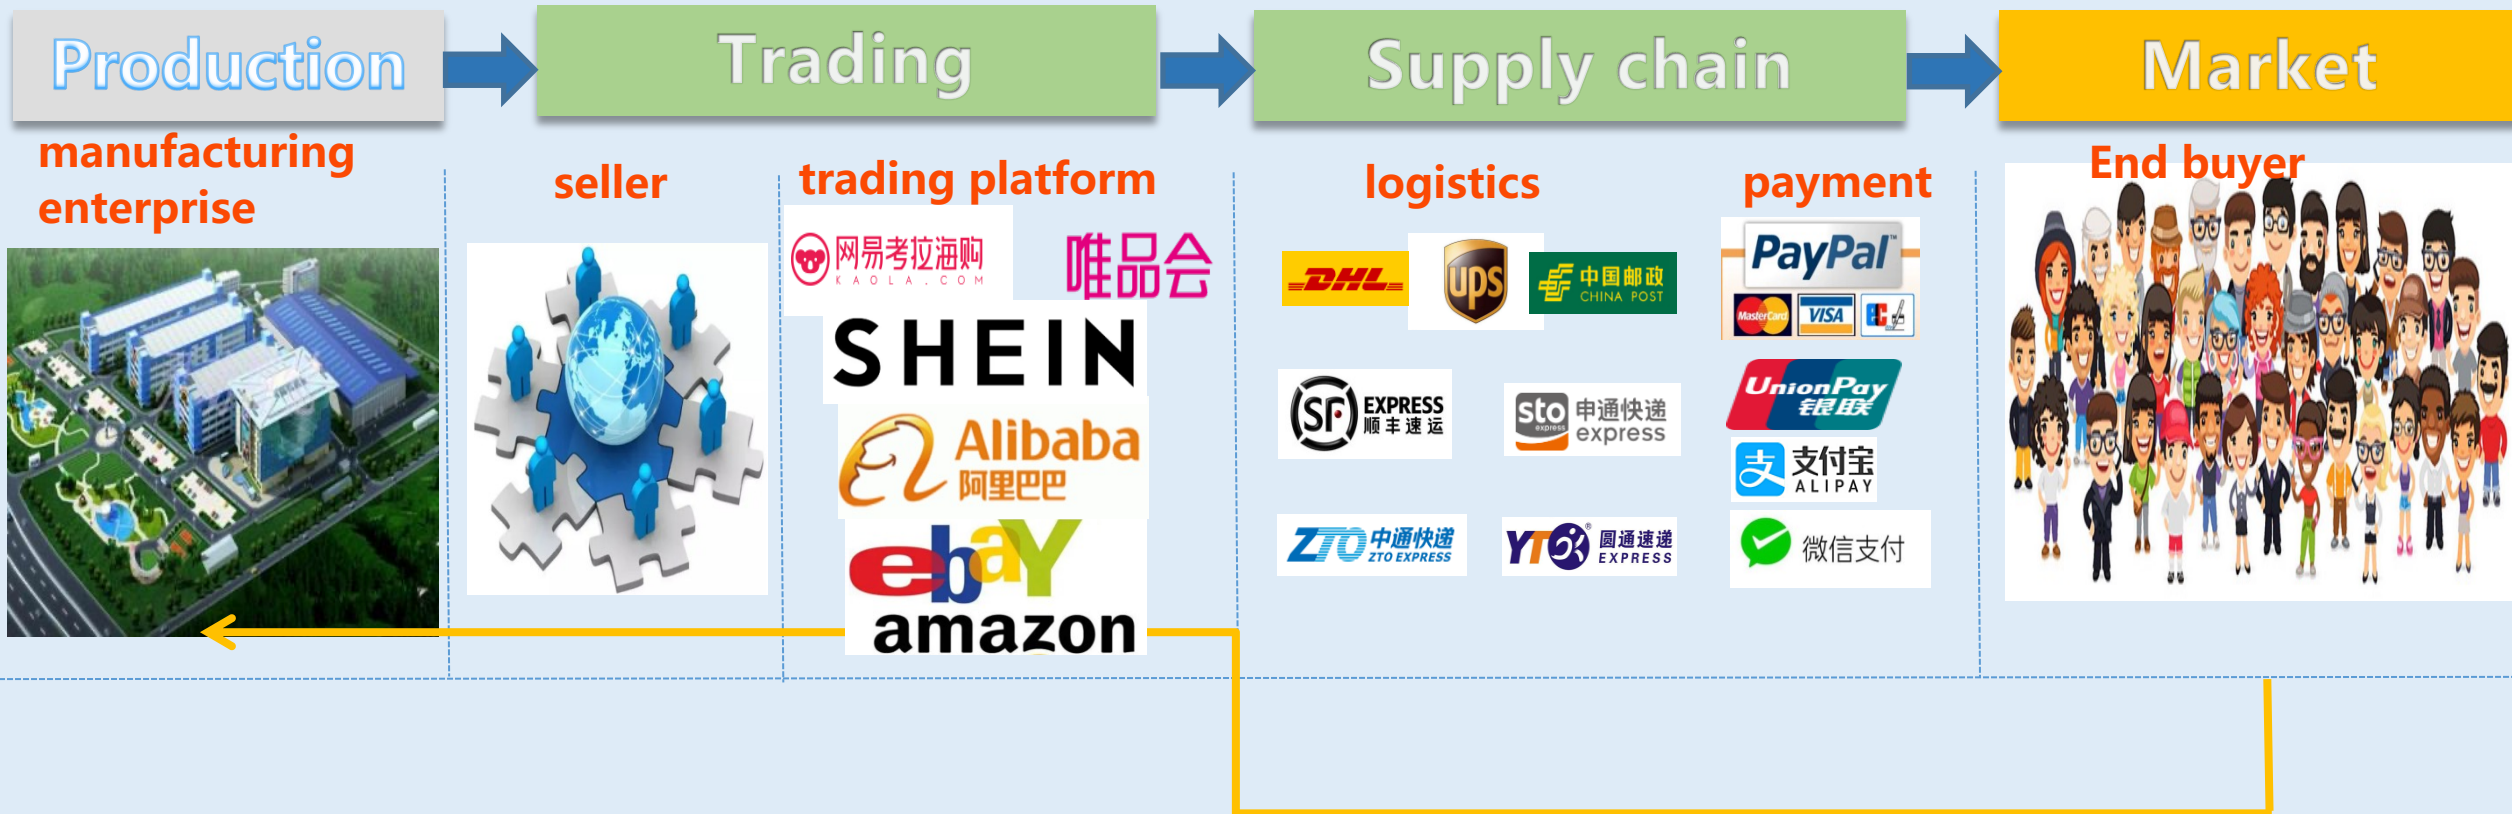 Production
Trading
Supply chain
Market
manufacturing
enterprise
seller
trading platform
logistics
payment
End buyer
网易考拉海购
KAOLA.COM
唯品会
SHEIN
Alibaba
阿里巴巴
ebay
amazon
DHL
ups
中国邮政
CHINA POST
SF
EXPRESS
顺丰速运
sto
express
申通快递
express
ZTO
中通快递
ZTO EXPRESS
YTO
®
圆通速递
EXPRESS
PayPal™
MasterCard
VISA
EC
UnionPay
银联
支
支付宝
ALIPAY
微信支付